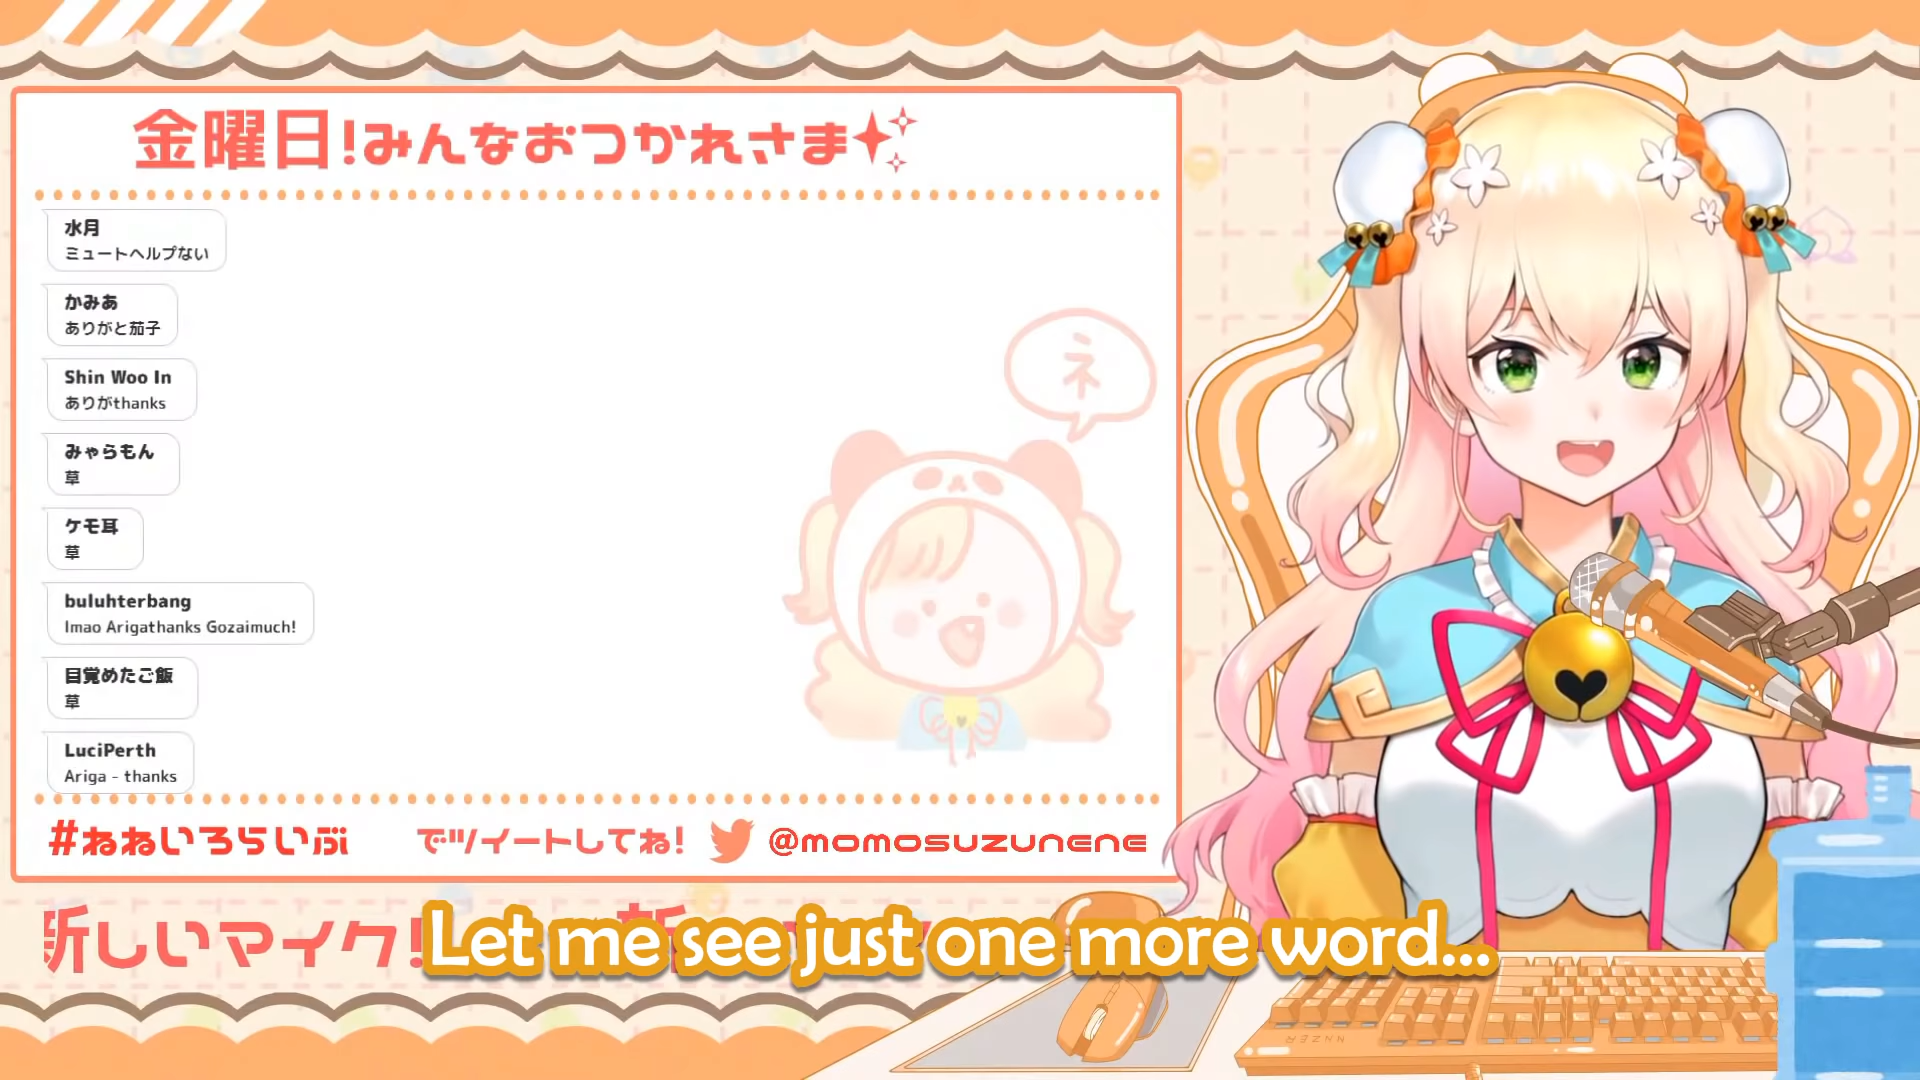 金曜日!みんなおつかれさま
水月
ミュートヘルプない
かみあ
ありがと茄子
Shin Woo In
ありがthanks
みゃらもん
草
ケモ耳
草
buluhterbang
lmao Arigathanks Gozaimuch!
目覚めたご飯
草
LuciPerth
Ariga - thanks
ネ
#ねねいろらいぶ でツイートしてね! @momosuzunene
新しいマイク!
Let me see just one more word...